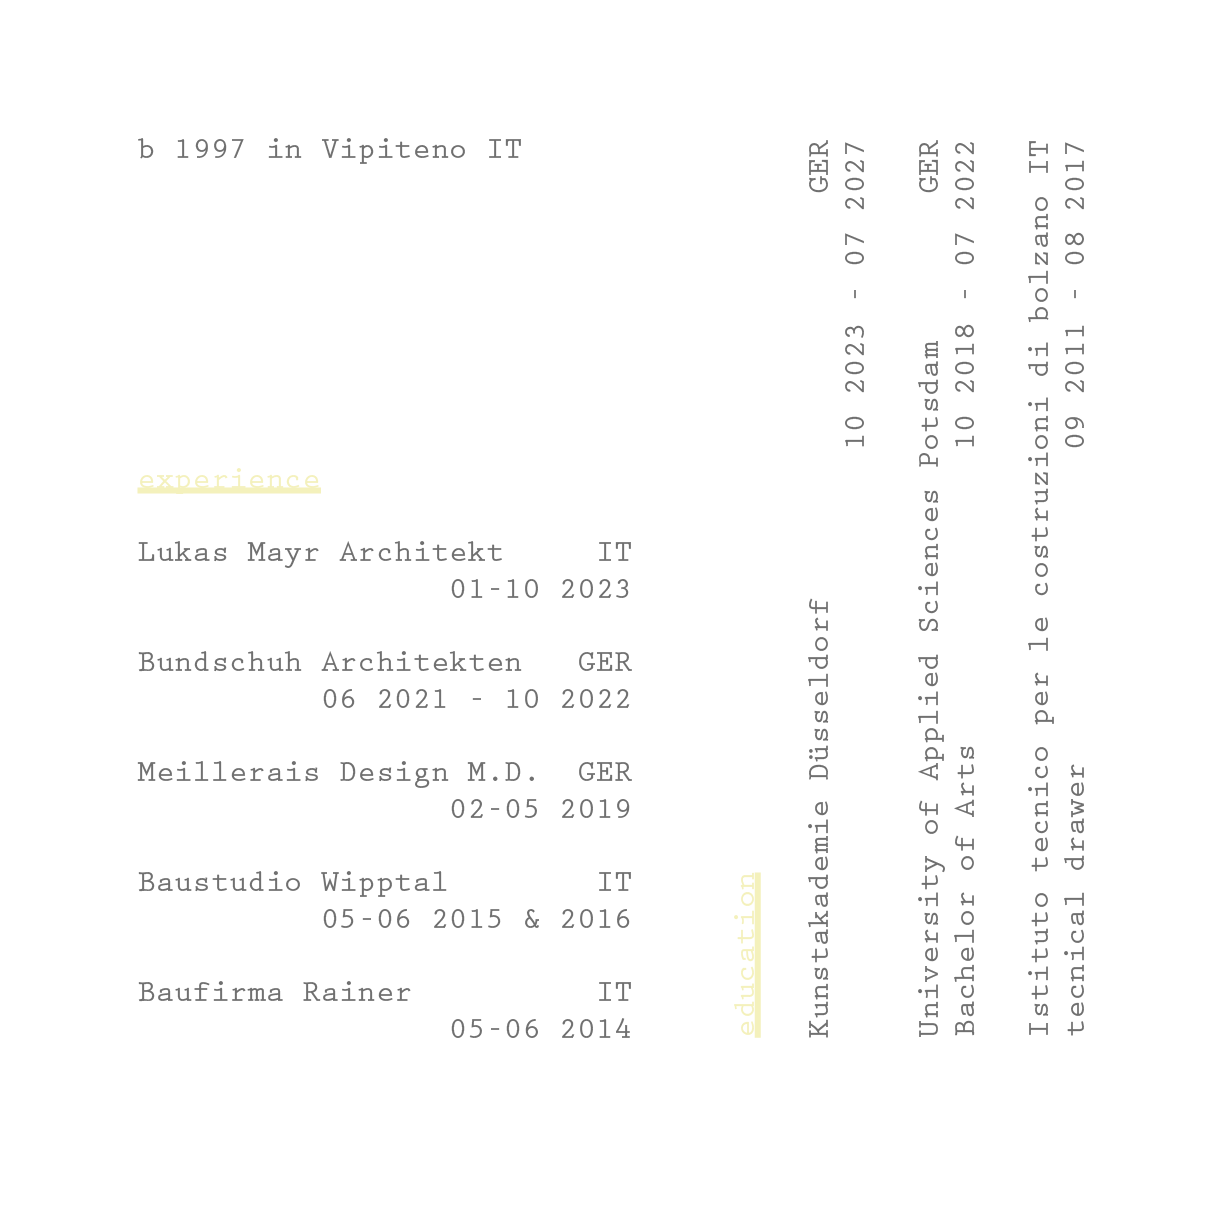 b 1997 in Vipiteno IT
experience
Lukas Mayr Architekt IT
01-10 2023
Bundschuh Architekten GER
06 2021 - 10 2022
Meillerais Design M.D. GER
02-05 2019
Baustudio Wipptal IT
05-06 2015 & 2016
Baufirma Rainer IT
05-06 2014
education
Kunstakademie Düsseldorf GER
10 2023 - 07 2027
University of Applied Sciences Potsdam GER
Bachelor of Arts 10 2018 - 07 2022
Istituto tecnico per le costruzioni di bolzano IT
tecnical drawer 09 2011 - 08 2017